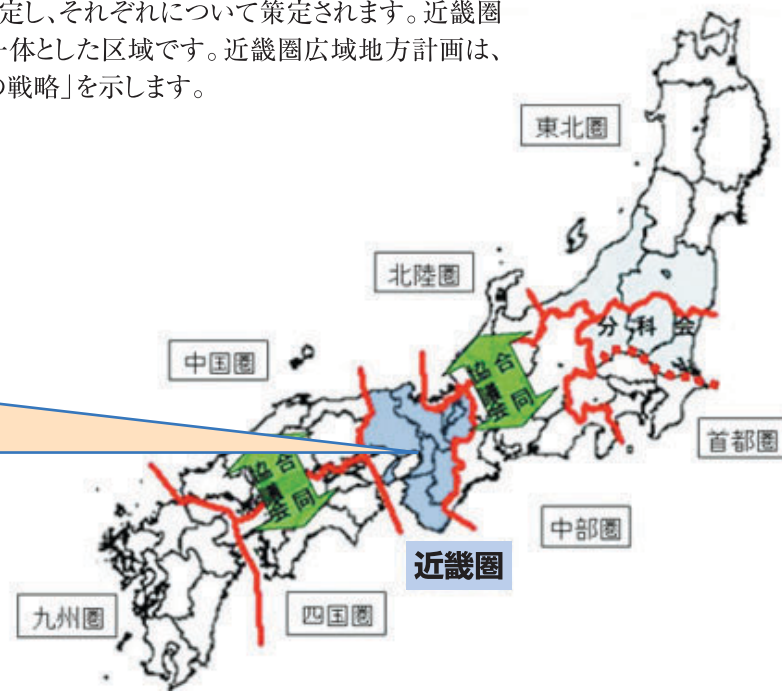 定し、それぞれについて策定されます。近畿圏
一体とした区域です。近畿圏広域地方計画は、
の戦略」を示します。
東北圏
北陸圏
分科会
中国圏
合同
協議会
首都圏
合同
協議会
中部圏
近畿圏
四国圏
九州圏